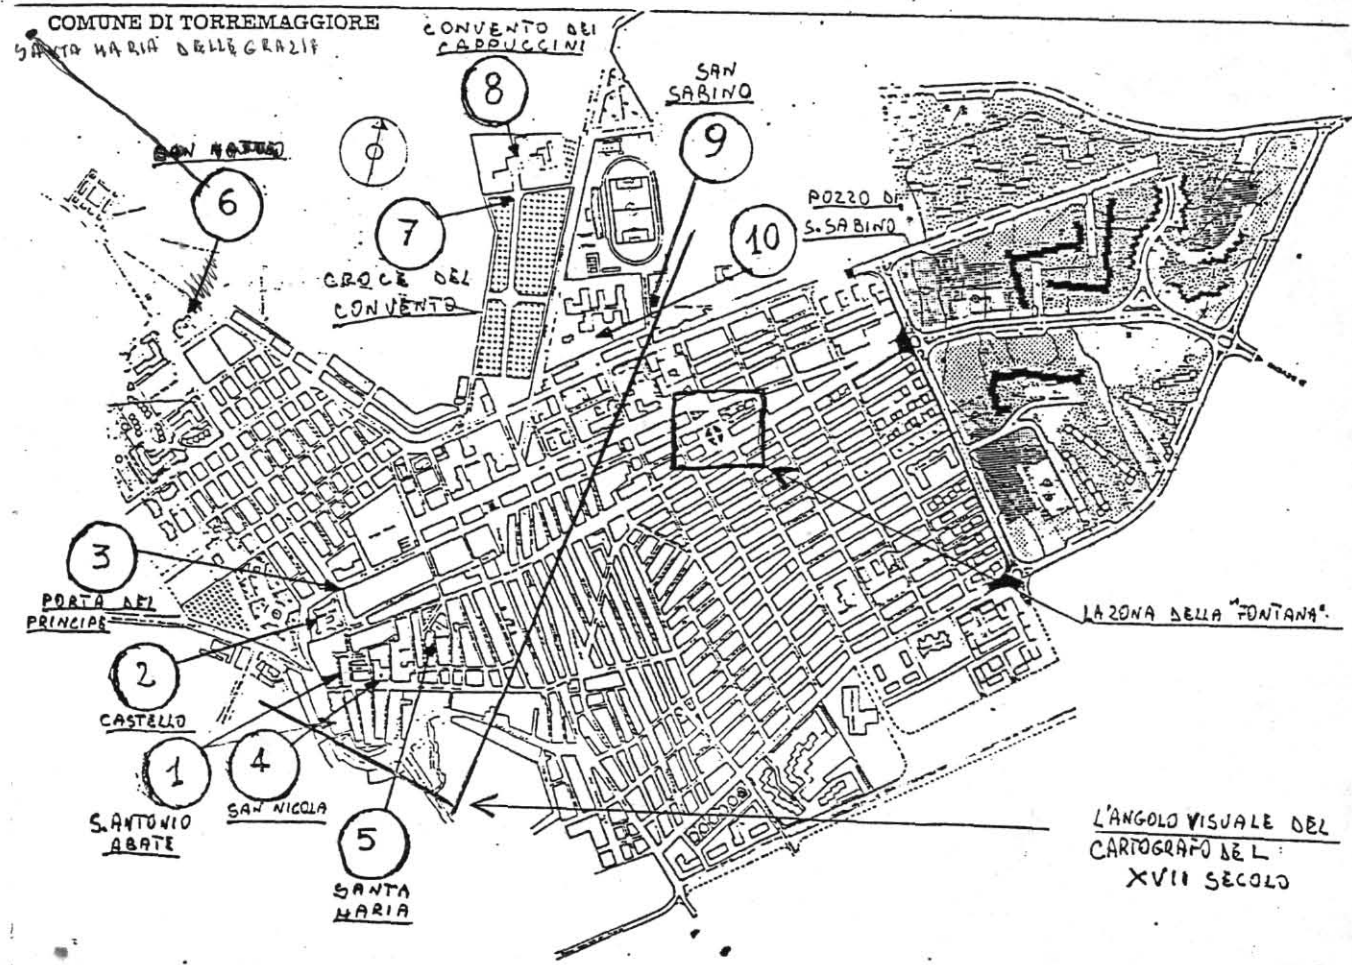 COMUNE DI TORREMAGGIORE
SANTA MARIA DELLE GRAZIE
CONVENTO DEI
CAPPUCCINI
8
SAN
SABINO
9
SAN
6
7
CROCE DEL
CONVENTO
10
POZZO DI
S. SABINO
3
PORTA DEL
PRINCIPE
2
CASTELLO
1
S. ANTONIO
ABATE
4
SAN NICOLA
5
SANTA
MARIA
LA ZONA DELLA "FONTANA".
L'ANGOLO VISUALE DEL
CARTOGRAFO DEL
XVII SECOLO